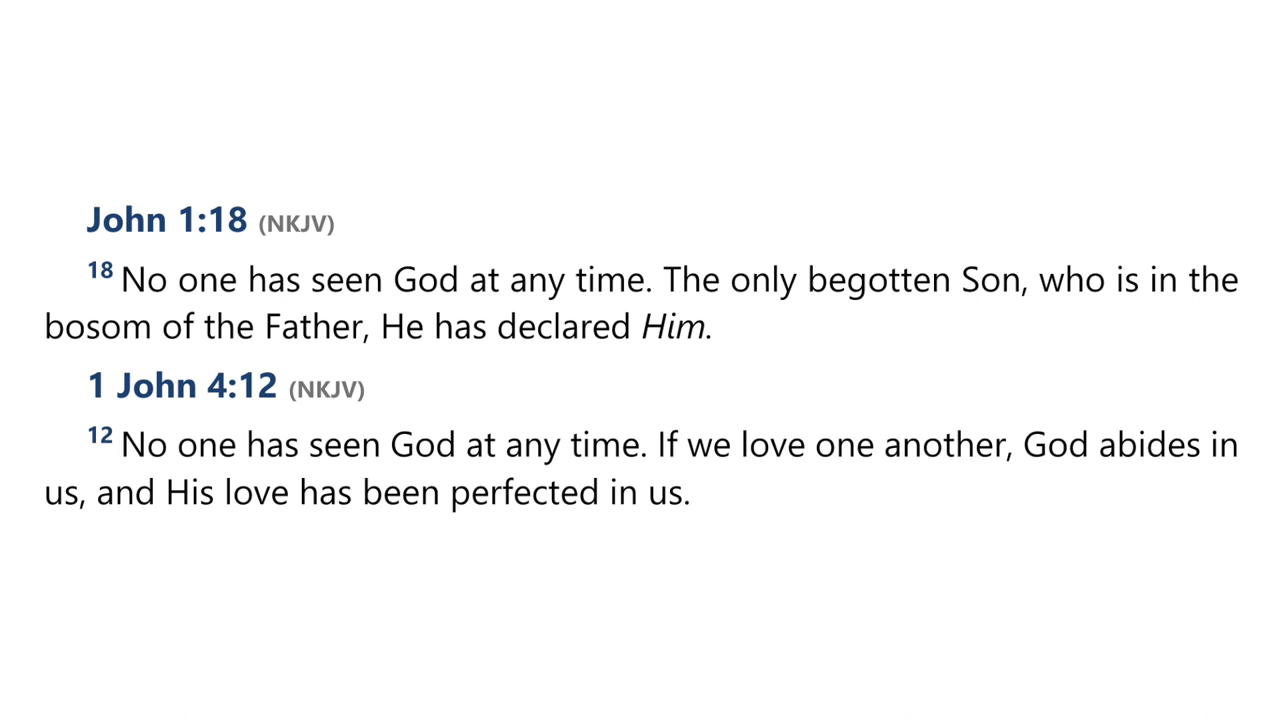 John 1:18 (NKJV)
18 No one has seen God at any time. The only begotten Son, who is in the
bosom of the Father, He has declared Him.
1 John 4:12 (NKJV)
12 No one has seen God at any time. If we love one another, God abides in
us, and His love has been perfected in us.